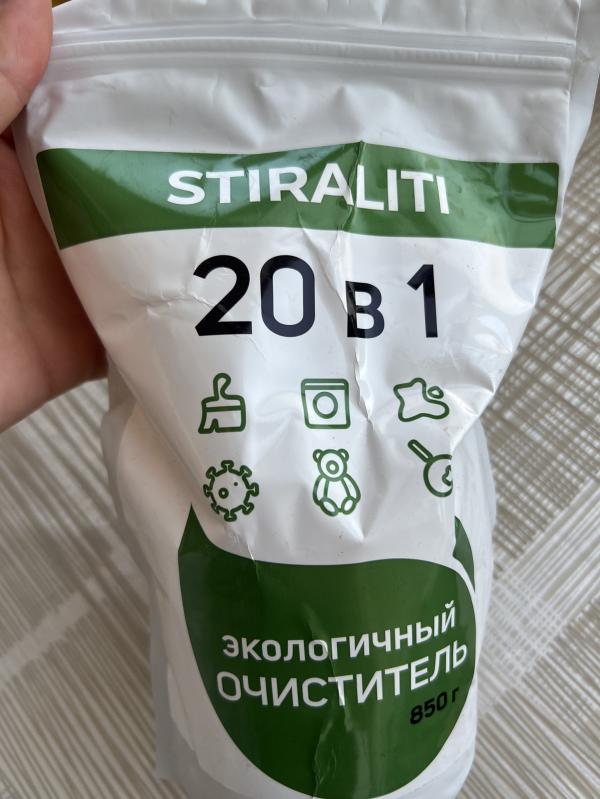 STIRALITI
20 в 1
экологичный
ОЧИСТИТЕЛЬ
850 г